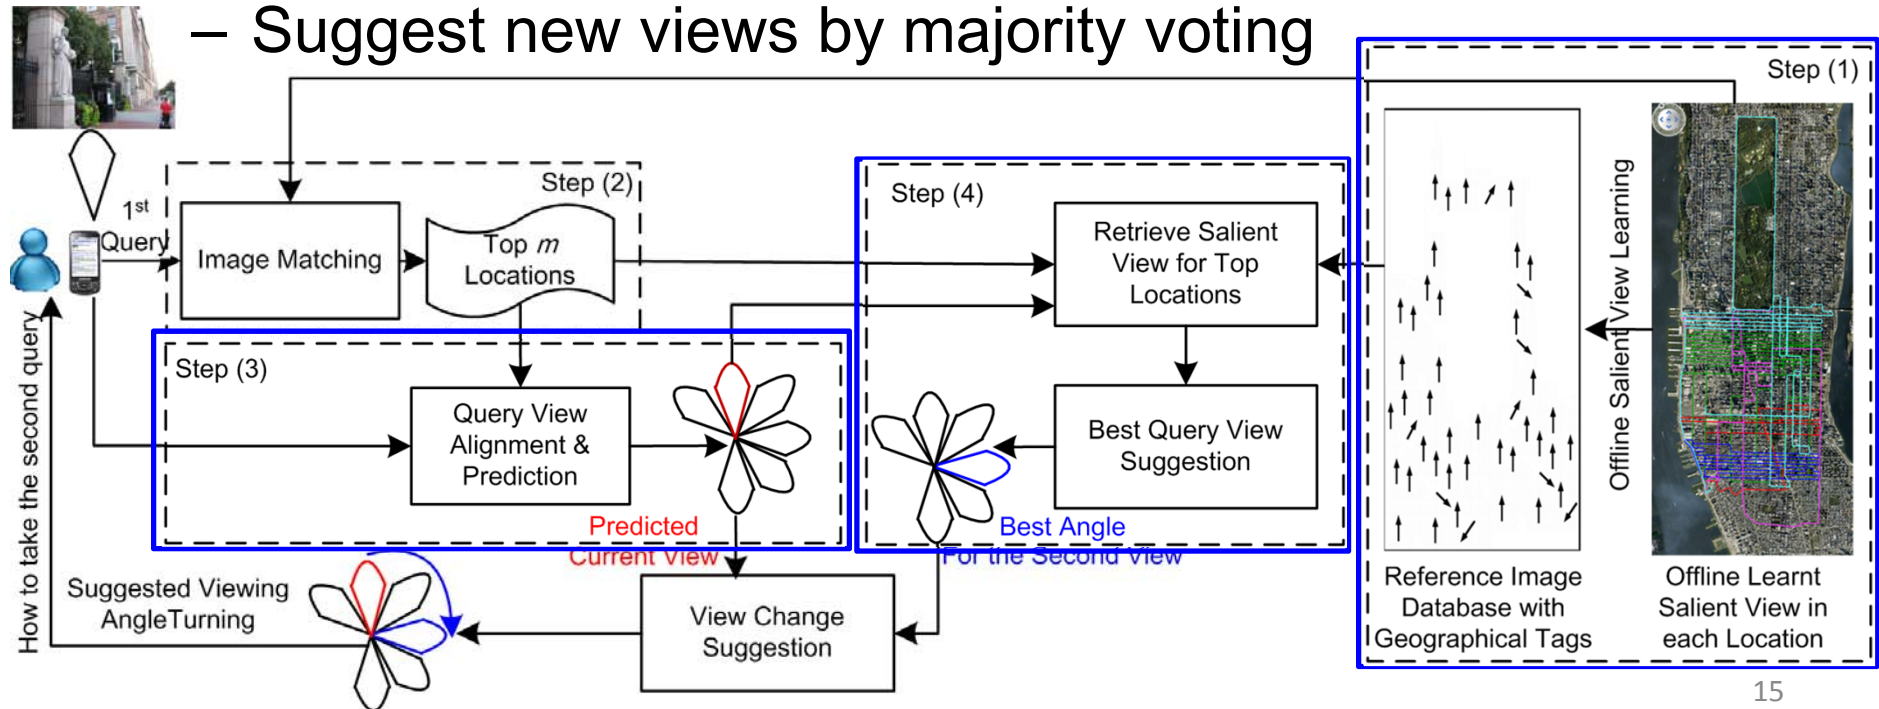 – Suggest new views by majority voting
Step (1)
Step (2)
1st
Query
Image Matching
Top m
Locations
Step (4)
Retrieve Salient
View for Top
Locations
Best Query View
Suggestion
Best Angle
For the Second View
Step (3)
Query View
Alignment &
Prediction
Predicted
Current View
View Change
Suggestion
Suggested Viewing
AngleTurning
How to take the second query
Offline Salient View Learning
Reference Image
Database with
Geographical Tags
Offline Learnt
Salient View in
each Location
15